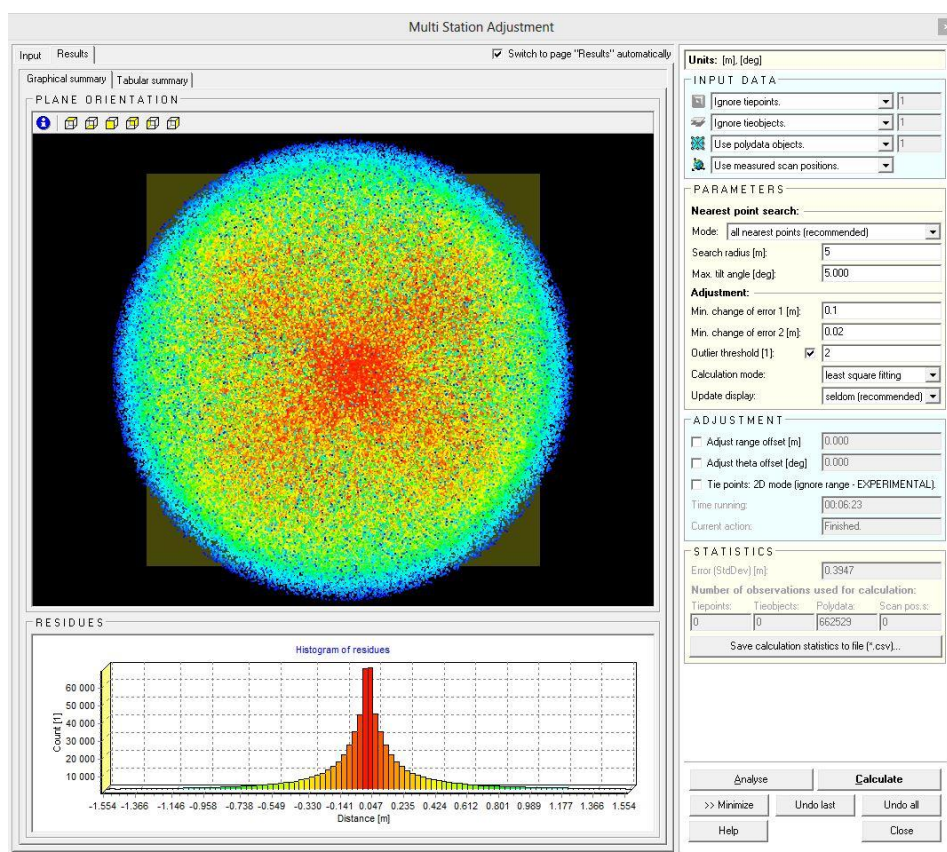 Multi Station Adjustment
Input Results Switch to page "Results" automatically
Graphical summary Tabular summary
PLANE ORIENTATION
RESIDUES
Histogram of residues
Count [1]
60 000
50 000
40 000
30 000
20 000
10 000
-1.554 -1.366 -1.146 -0.958 -0.738 -0.549 -0.330 -0.141 0.047 0.235 0.424 0.612 0.801 0.989 1.177 1.366 1.554
Distance [m]
Units: [m], [deg]
INPUT DATA
Ignore tiepoints. 1
Ignore tieobjects. 1
Use polydata objects. 1
Use measured scan positions.
PARAMETERS
Nearest point search:
Mode: all nearest points (recommended)
Search radius [m]: 5
Max. tilt angle [deg]: 5.000
Adjustment:
Min. change of error 1 [m]: 0.1
Min. change of error 2 [m]: 0.02
Outlier threshold [1]: 2
Calculation mode: least square fitting
Update display: seldom (recommended)
ADJUSTMENT
Adjust range offset [m] 0.000
Adjust theta offset [deg] 0.000
Tie points: 2D mode (ignore range - EXPERIMENTAL).
Time running: 00:06:23
Current action: Finished.
STATISTICS
Error (StdDev) [m]: 0.3947
Number of observations used for calculation:
Tiepoints: Tieobjects: Polydata: Scan pos.s:
0 0 662529 0
Save calculation statistics to file (*.csv)...
Analyse Calculate
>> Minimize Undo last Undo all
Help Close